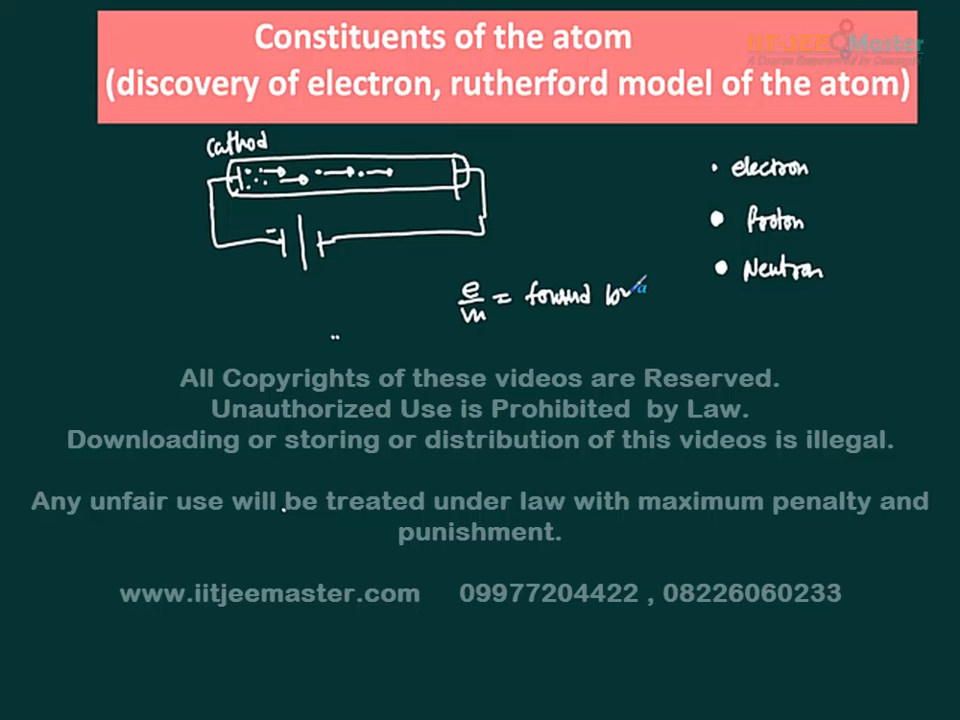 Constituents of the atom
IIT-JEE Master
(discovery of electron, rutherford model of the atom)
cathod
electron
Proton
Neutron
e/m =
All Copyrights of these videos are Reserved.
Unauthorized Use is Prohibited by Law.
Downloading or storing or distribution of this videos is illegal.
Any unfair use will be treated under law with maximum penalty and
punishment.
www.iitjeemaster.com 09977204422 , 08226060233